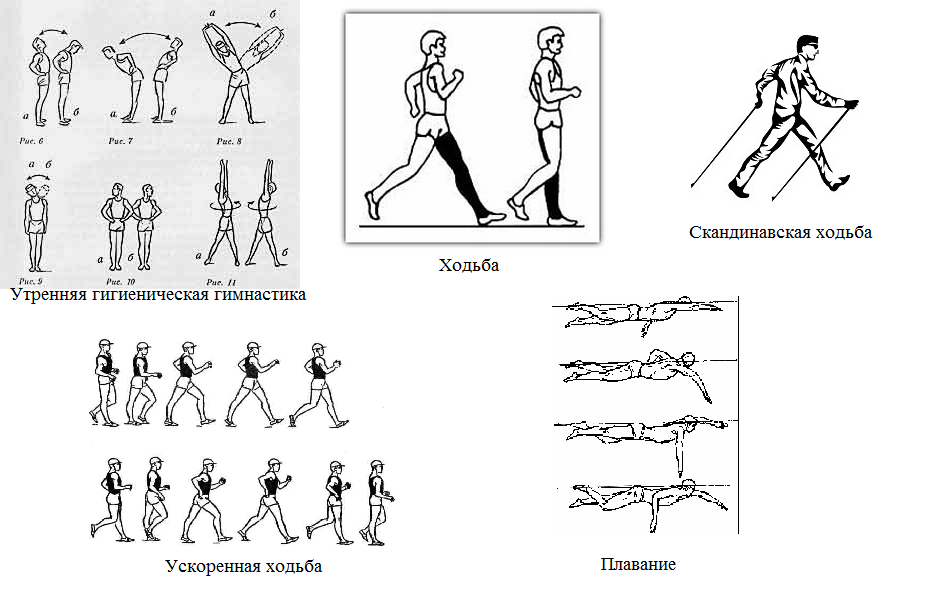 а б
а б
а б
Рис. 6 Рис. 7 Рис. 8
а б
а б
а б
Рис. 9 Рис. 10 Рис. 11
Утренняя гигиеническая гимнастика
Ходьба
Скандинавская ходьба
Ускоренная ходьба
Плавание